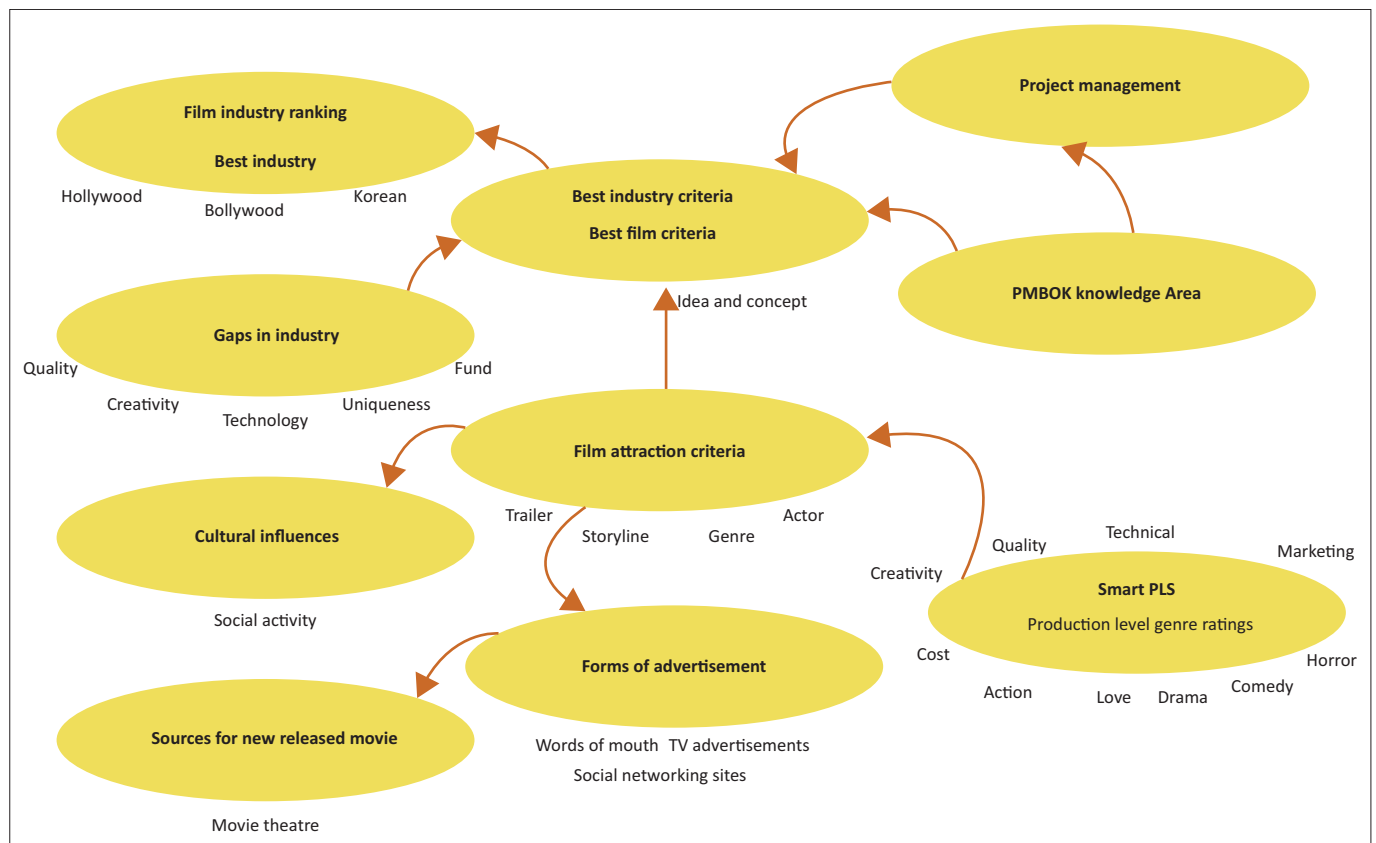 Project management
Film industry ranking
Best industry
Hollywood
Bollywood
Korean
Best industry criteria
Best film criteria
PMBOK knowledge Area
Idea and concept
Gaps in industry
Quality
Creativity
Technology
Uniqueness
Fund
Film attraction criteria
Trailer
Storyline
Genre
Actor
Cultural influences
Social activity
Creativity
Quality
Technical
Marketing
Smart PLS
Production level genre ratings
Cost
Action
Love
Drama
Comedy
Horror
Forms of advertisement
Words of mouth TV advertisements
Social networking sites
Sources for new released movie
Movie theatre